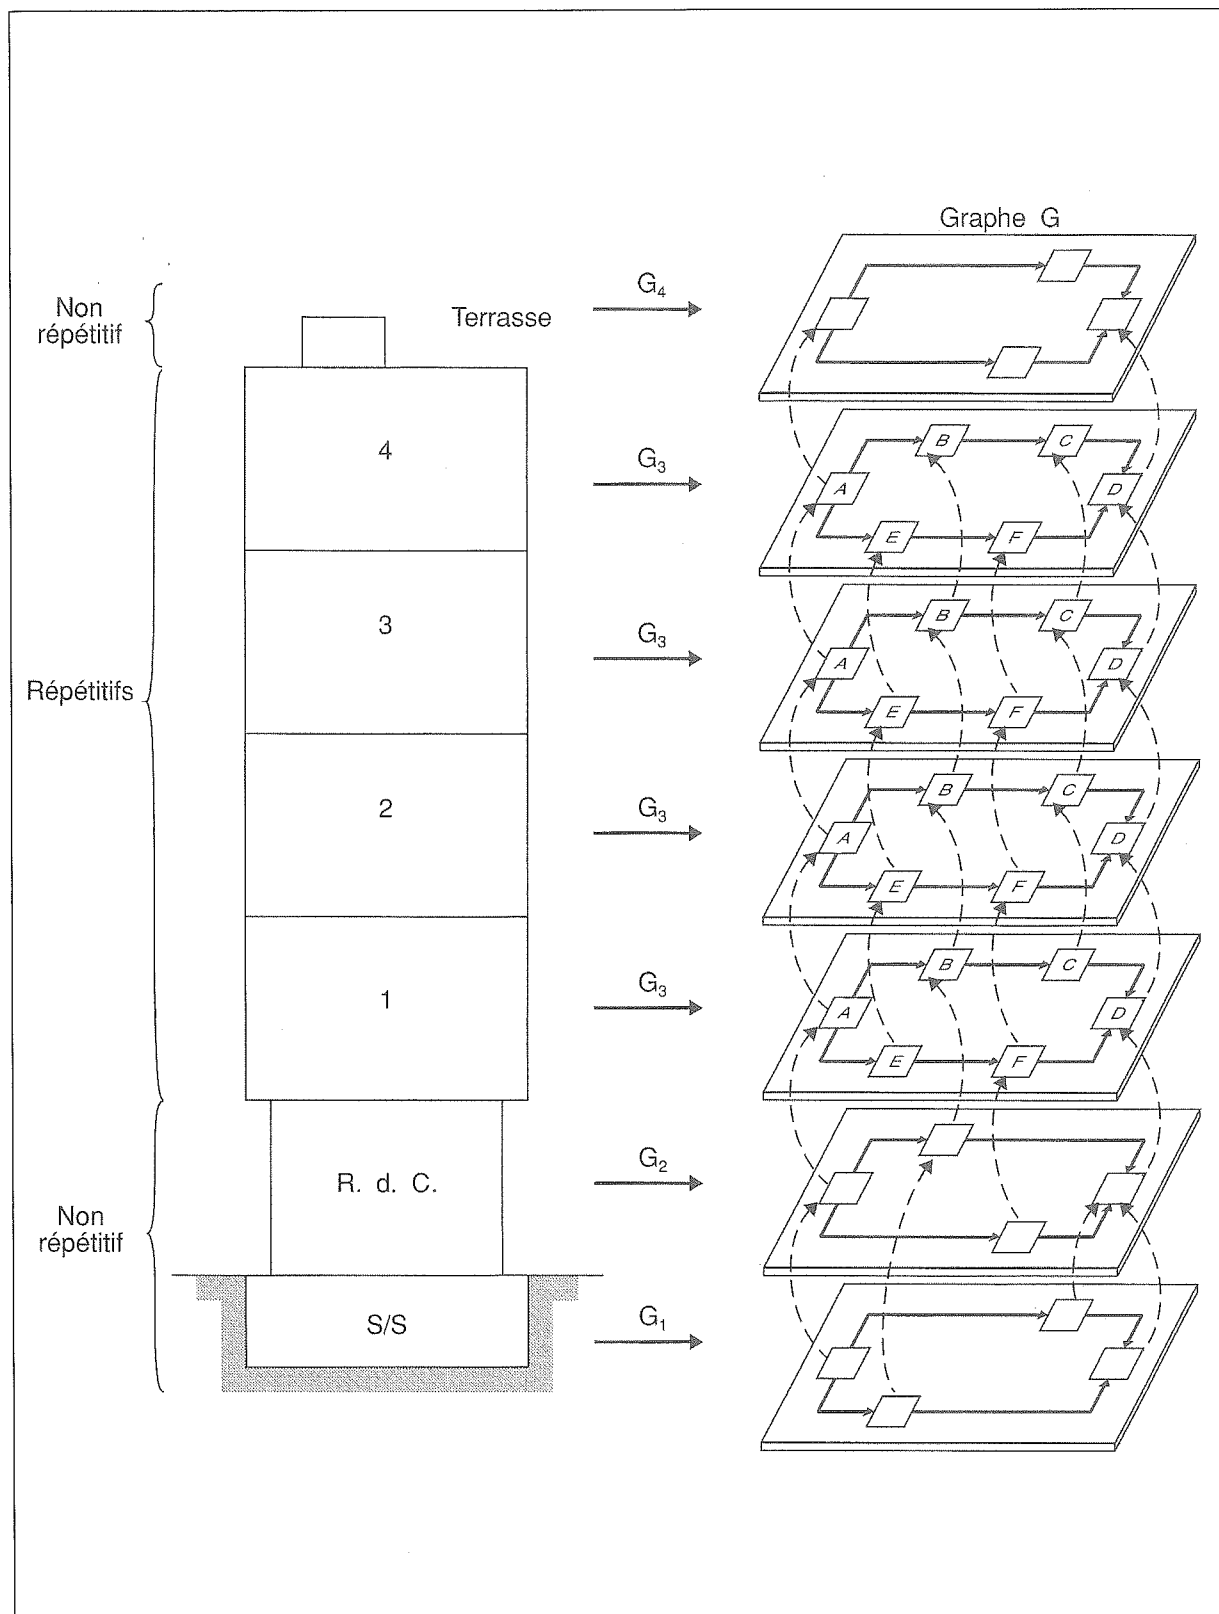 Graphe G
Non
répétitif
Terrasse
G₄
4
G₃
A
B
C
D
E
F
3
G₃
A
B
C
D
E
F
Répétitifs
2
G₃
A
B
C
D
E
F
1
G₃
A
B
C
D
E
F
Non
répétitif
R. d. C.
G₂
S/S
G₁